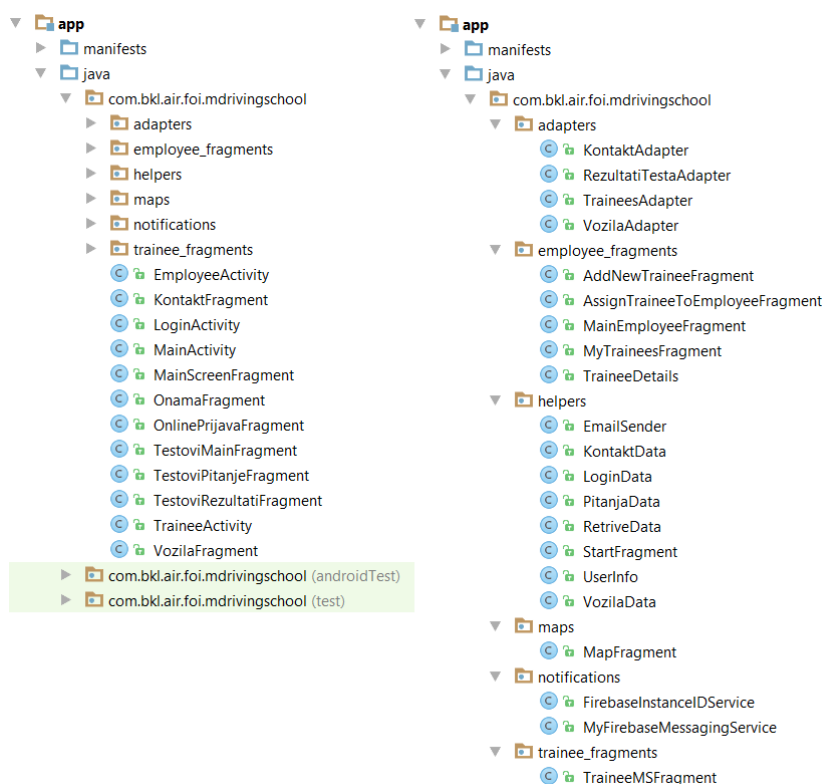 app
manifests
java
com.bkl.air.foi.mdrivingschool
adapters
employee_fragments
helpers
maps
notifications
trainee_fragments
EmployeeActivity
KontaktFragment
LoginActivity
MainActivity
MainScreenFragment
OnamaFragment
OnlinePrijavaFragment
TestoviMainFragment
TestoviPitanjeFragment
TestoviRezultatiFragment
TraineeActivity
VozilaFragment
com.bkl.air.foi.mdrivingschool (androidTest)
com.bkl.air.foi.mdrivingschool (test)
app
manifests
java
com.bkl.air.foi.mdrivingschool
adapters
KontaktAdapter
RezultatiTestaAdapter
TraineesAdapter
VozilaAdapter
employee_fragments
AddNewTraineeFragment
AssignTraineeToEmployeeFragment
MainEmployeeFragment
MyTraineesFragment
TraineeDetails
helpers
EmailSender
KontaktData
LoginData
PitanjaData
RetriveData
StartFragment
UserInfo
VozilaData
maps
MapFragment
notifications
FirebaseInstanceIDService
MyFirebaseMessagingService
trainee_fragments
TraineeMSFragment